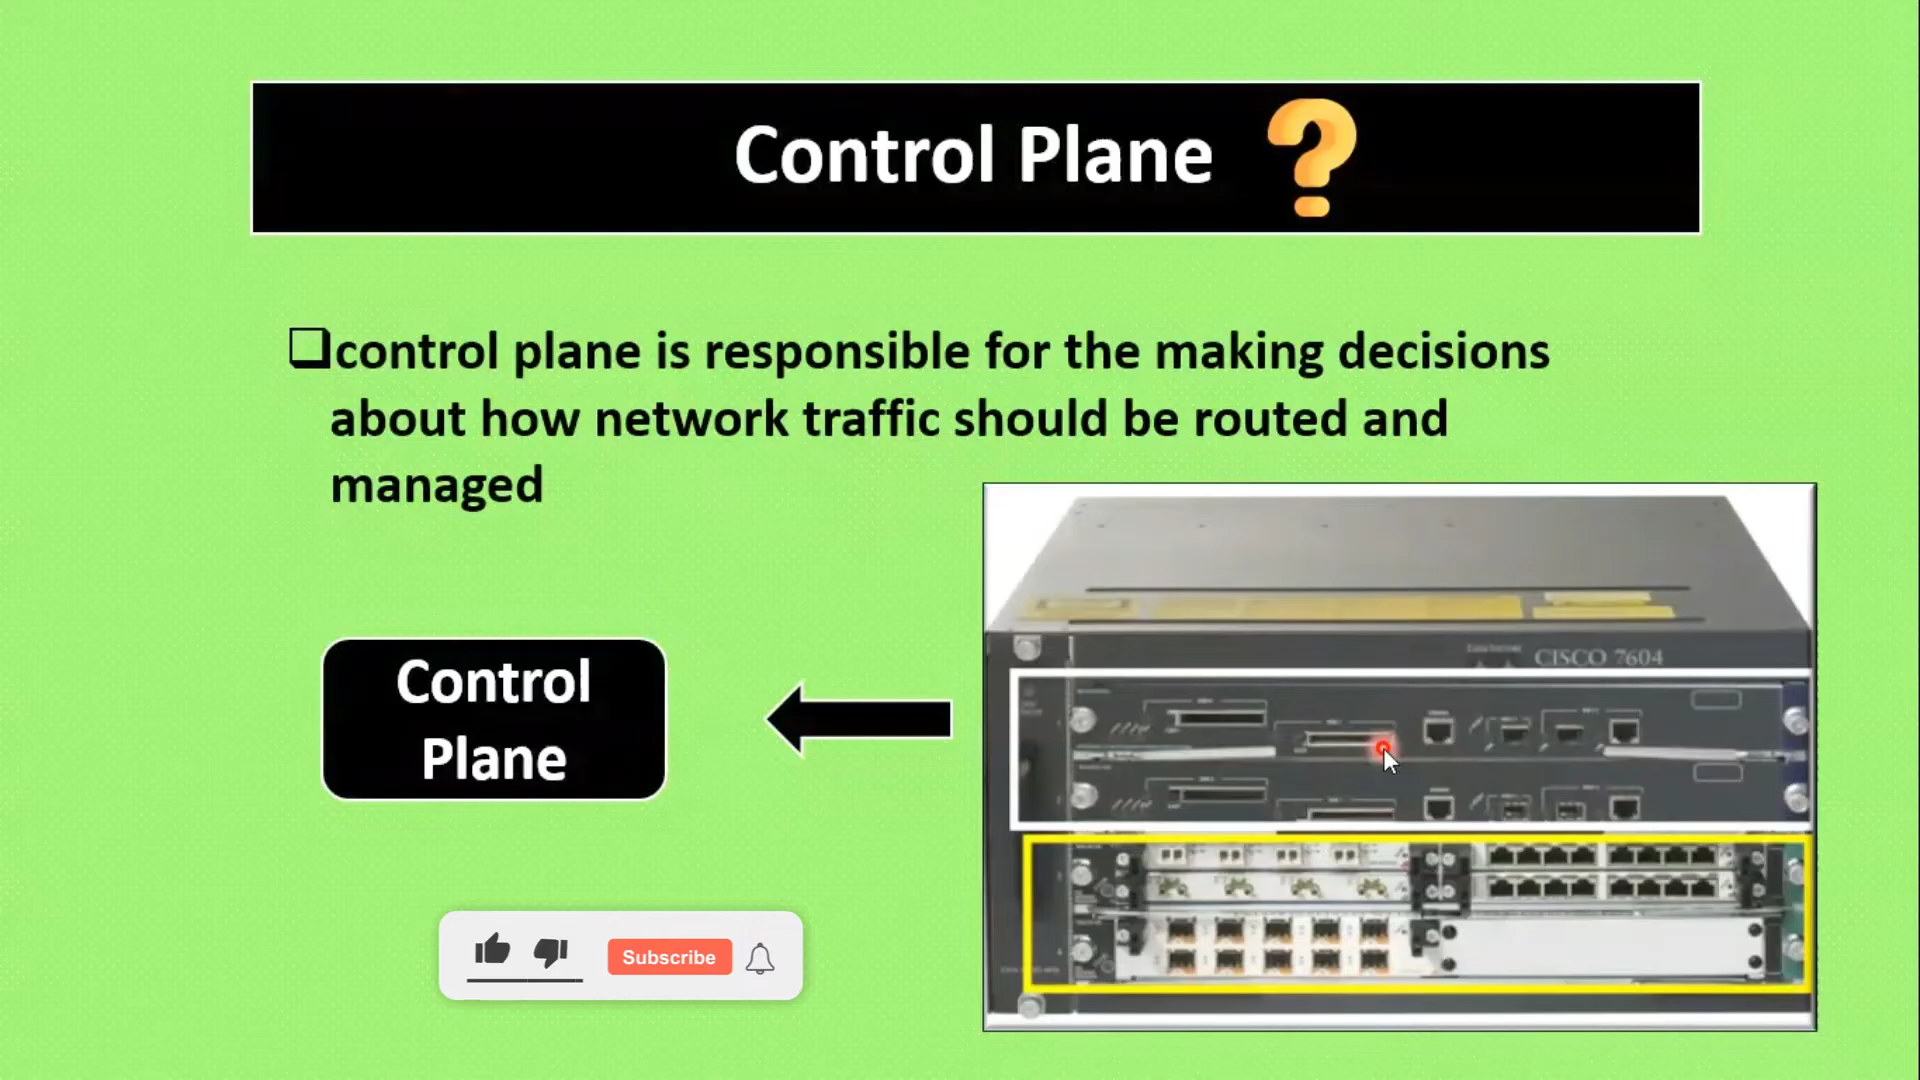 Control Plane ?
❑control plane is responsible for the making decisions
about how network traffic should be routed and
managed
Control
Plane
CISCO 7604
Subscribe